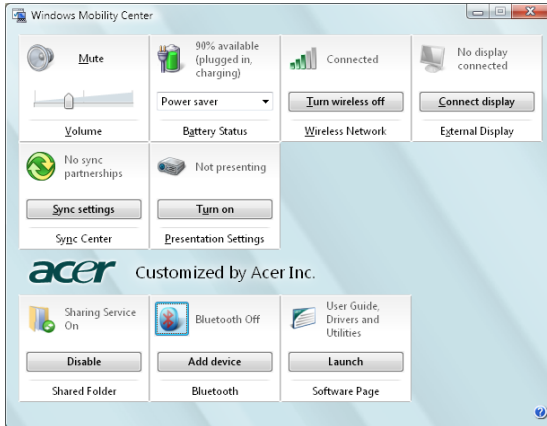 Windows Mobility Center
Mute
Volume
90% available
(plugged in,
charging)
Power saver
Battery Status
Connected
Turn wireless off
Wireless Network
No display
connected
Connect display
External Display
No sync
partnerships
Sync settings
Sync Center
Not presenting
Turn on
Presentation Settings
acer Customized by Acer Inc.
Sharing Service
On
Disable
Shared Folder
Bluetooth Off
Add device
Bluetooth
User Guide,
Drivers and
Utilities
Launch
Software Page